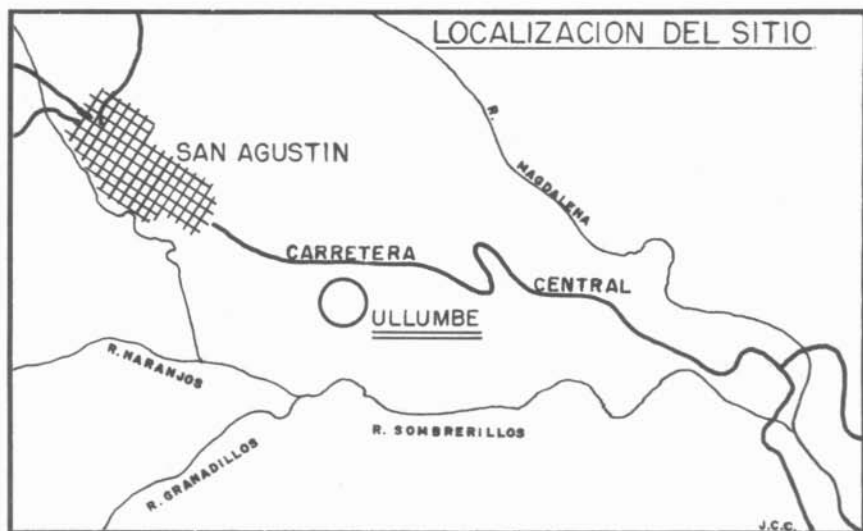 LOCALIZACION DEL SITIO
R. MAGDALENA
SAN AGUSTIN
CARRETERA CENTRAL
ULLUMBE
R. NARANJOS
R. SOMBRERILLOS
R. GRANADILLOS
J.C.C.